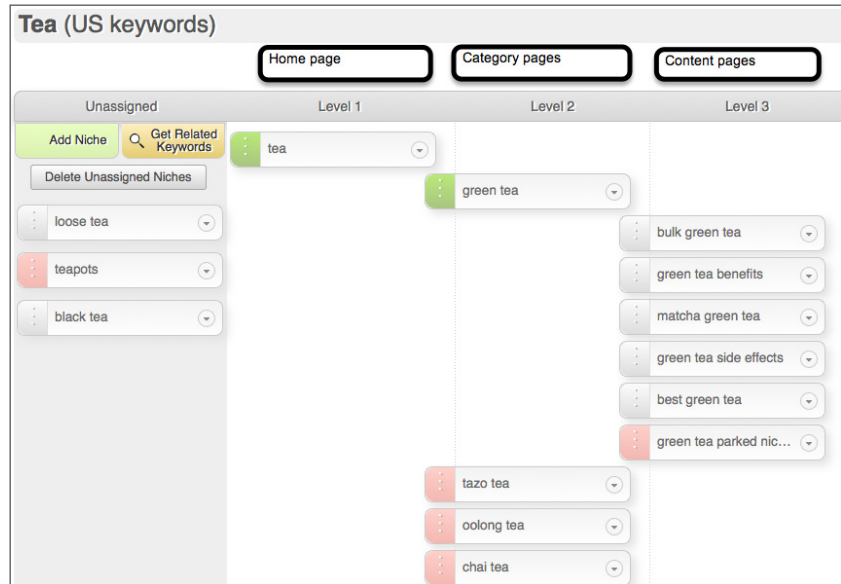 Tea (US keywords)
Home page
Category pages
Content pages
Unassigned
Level 1
Level 2
Level 3
Add Niche
Get Related
Keywords
Delete Unassigned Niches
loose tea
teapots
black tea
tea
green tea
bulk green tea
green tea benefits
matcha green tea
green tea side effects
best green tea
green tea parked nic...
tazo tea
oolong tea
chai tea